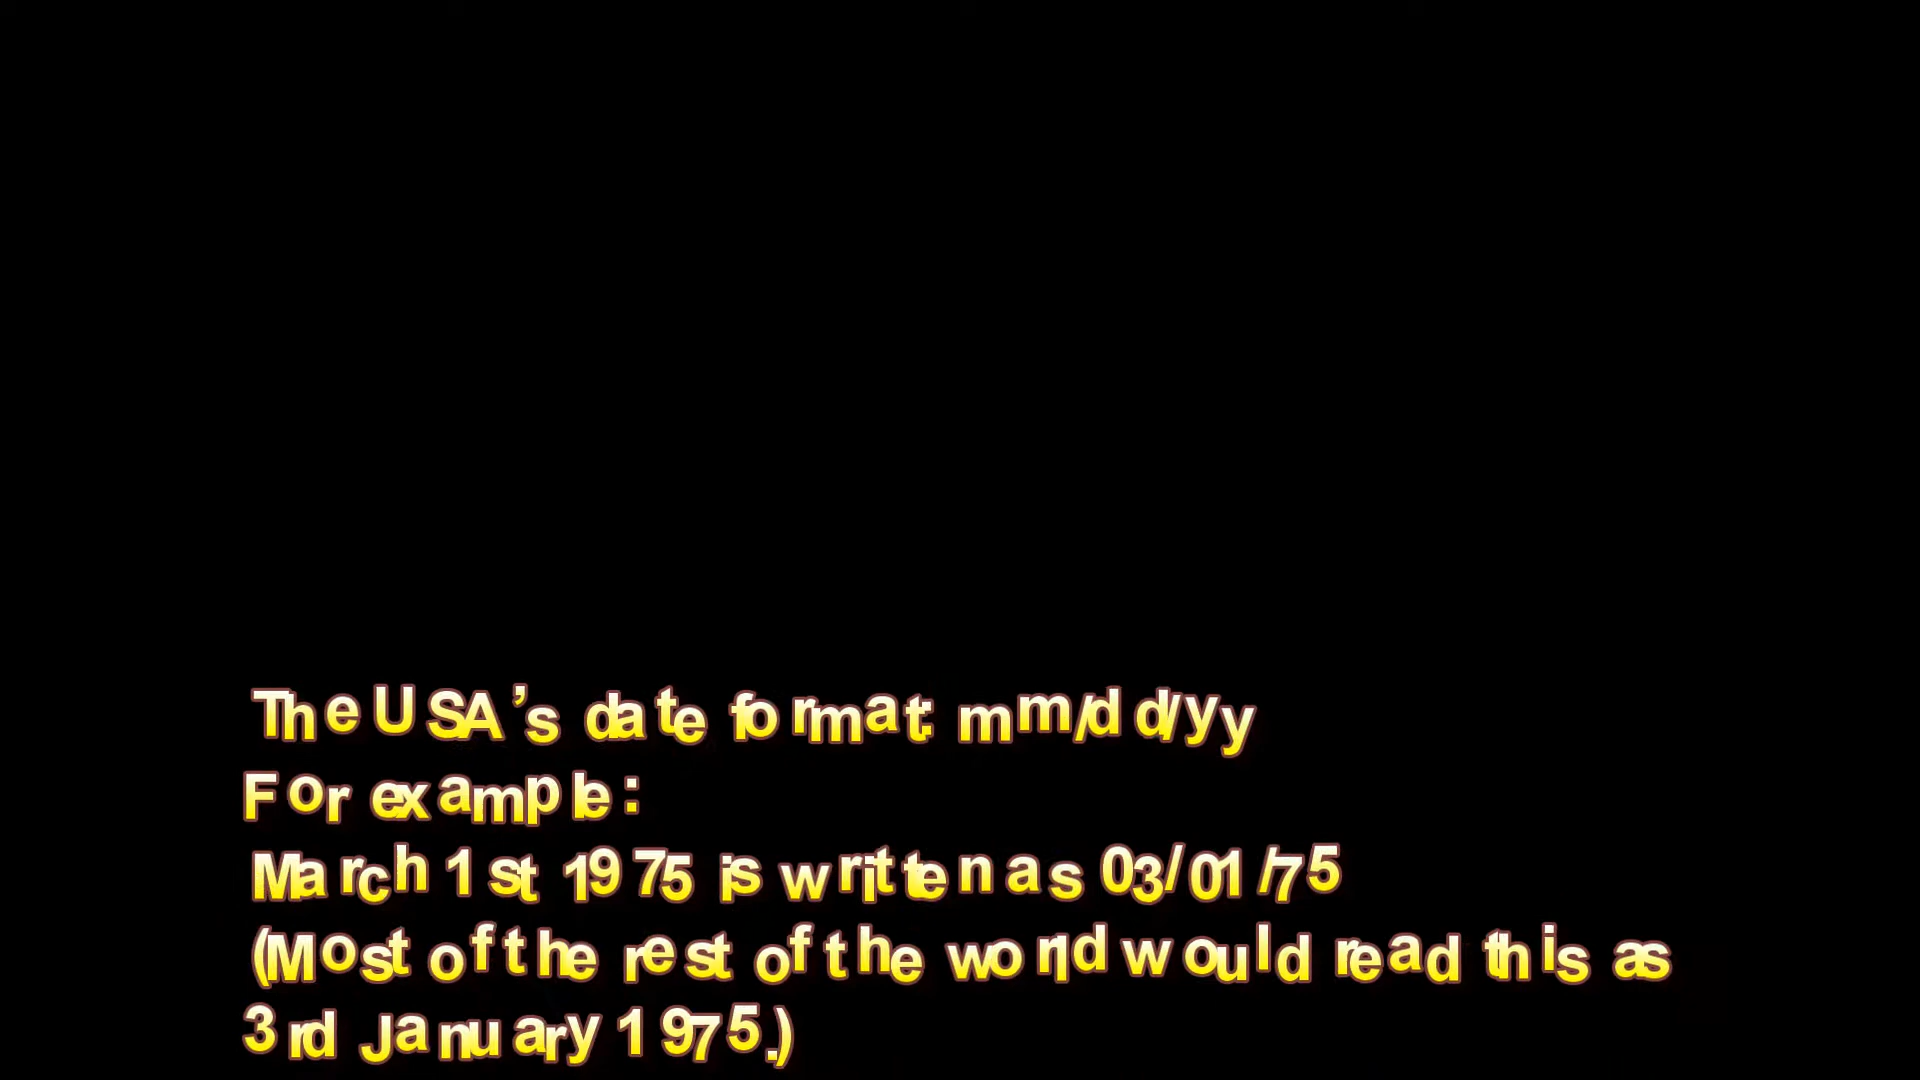 The USA’s date format: mm/dd/yy
For example:
March 1st 1975 is written as 03/01/75
(Most of the rest of the world would read this as
3rd January 1975.)